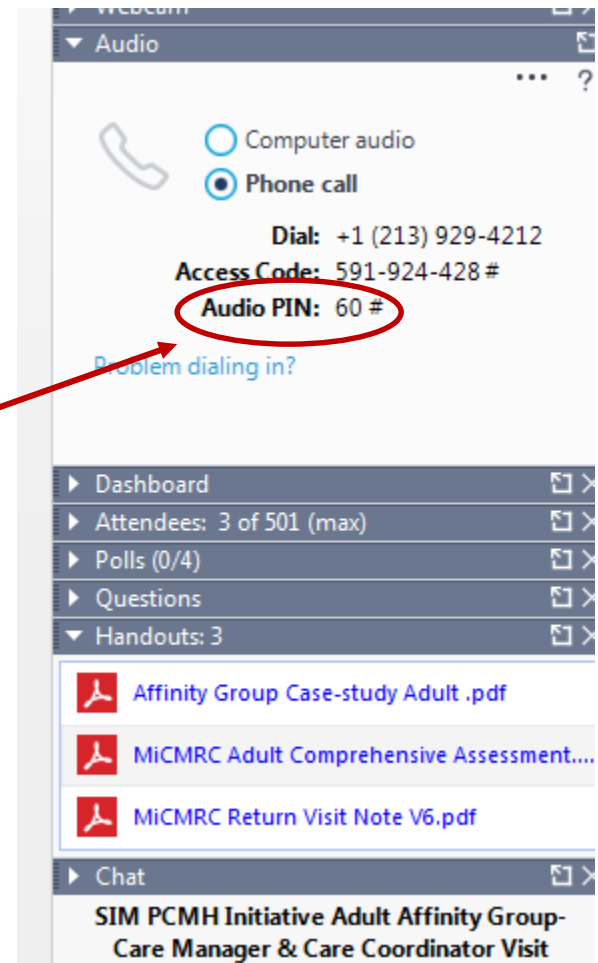 Webcam
Audio
... ?
Computer audio
Phone call
Dial: +1 (213) 929-4212
Access Code: 591-924-428 #
Audio PIN: 60 #
Problem dialing in?
Dashboard
Attendees: 3 of 501 (max)
Polls (0/4)
Questions
Handouts: 3
Affinity Group Case-study Adult .pdf
MiCMRC Adult Comprehensive Assessment....
MiCMRC Return Visit Note V6.pdf
Chat
SIM PCMH Initiative Adult Affinity Group-
Care Manager & Care Coordinator Visit